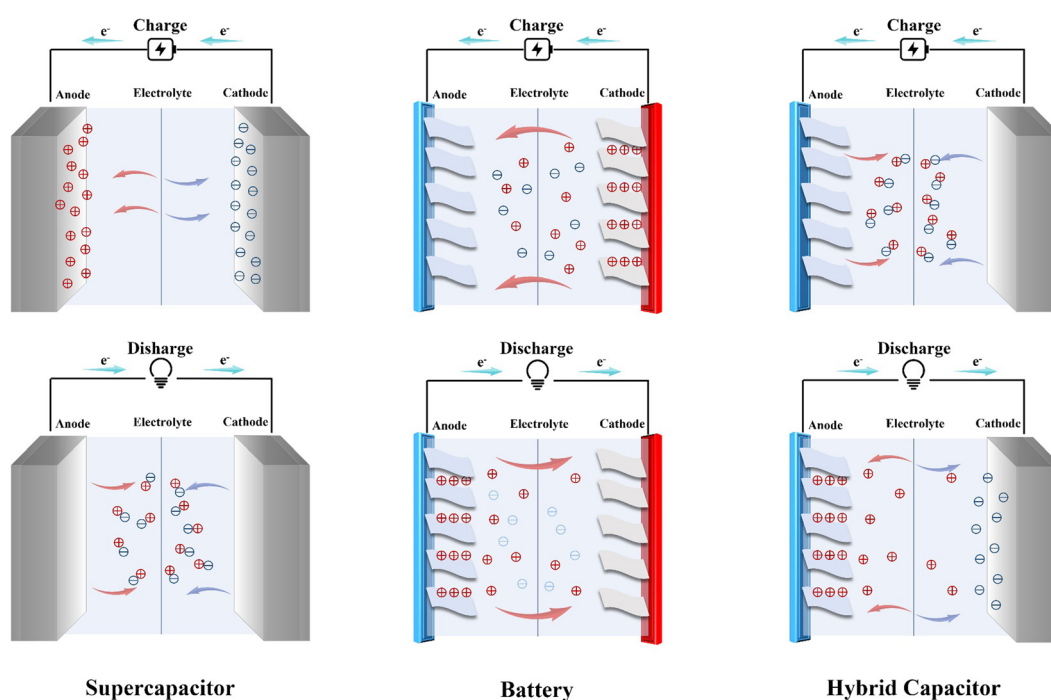 Charge
e⁻ e⁻
Anode Electrolyte Cathode
Charge
e⁻ e⁻
Anode Electrolyte Cathode
Charge
e⁻ e⁻
Anode Electrolyte Cathode
Disharge
e⁻ e⁻
Anode Electrolyte Cathode
Discharge
e⁻ e⁻
Anode Electrolyte Cathode
Discharge
e⁻ e⁻
Anode Electrolyte Cathode
Supercapacitor
Battery
Hybrid Capacitor